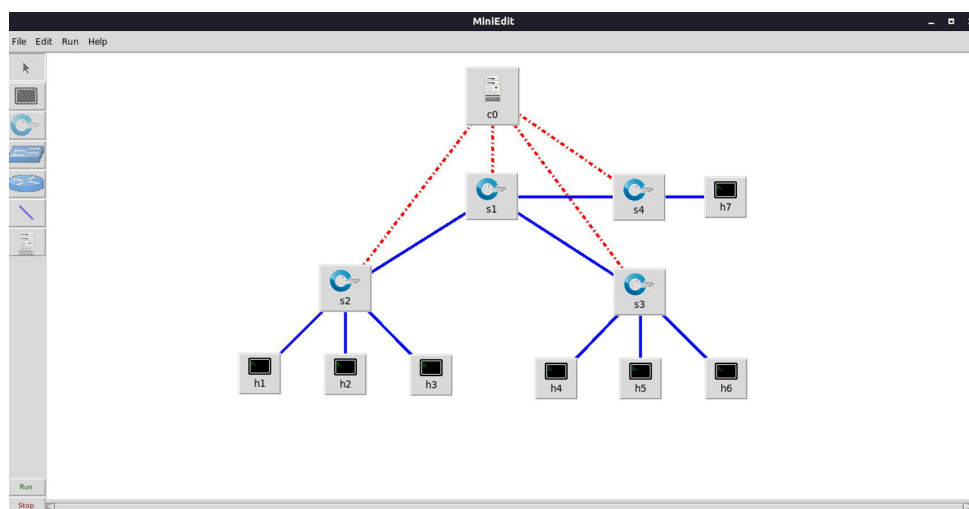 MiniEdit
File Edit Run Help
c0
s1
s4
h7
s2
s3
h1
h2
h3
h4
h5
h6
Run
Stop